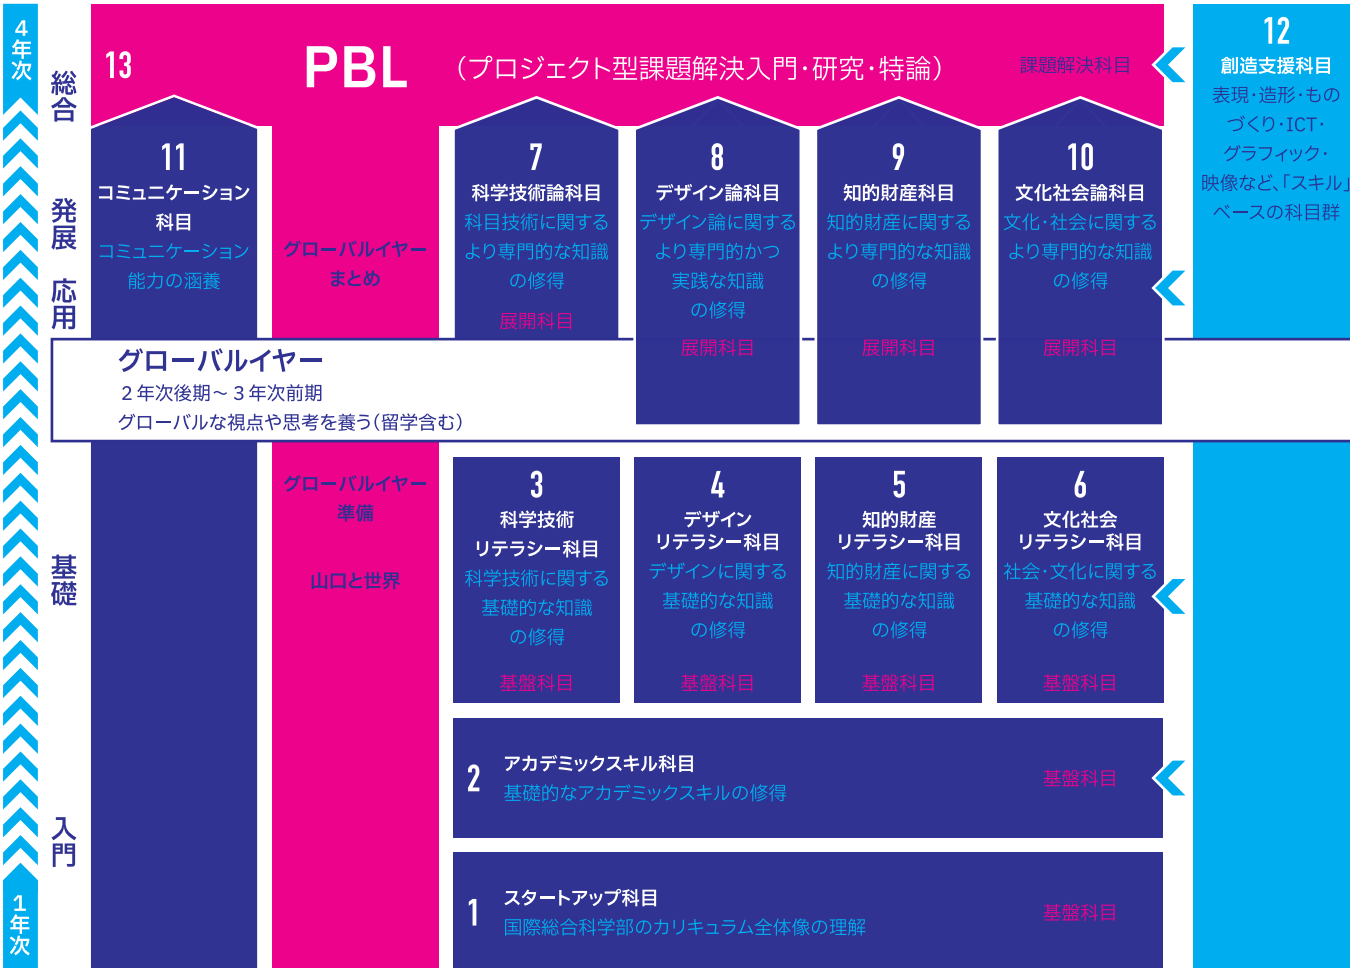 4年次
総合
発展
応用
基礎
入門
1年次
13
PBL
(プロジェクト型課題解決入門・研究・特論)
課題解決科目
12
創造支援科目
表現・造形・もの
づくり・ICT・
グラフィック・
映像など、「スキル」
ベースの科目群
11
コミュニケーション
科目
コミュニケーション
能力の涵養
グローバルイヤー
まとめ
7
科学技術論科目
科目技術に関する
より専門的な知識
の修得
展開科目
8
デザイン論科目
デザイン論に関する
より専門的かつ
実践な知識
の修得
展開科目
9
知的財産科目
知的財産に関する
より専門的な知識
の修得
展開科目
10
文化社会論科目
文化・社会に関する
より専門的な知識
の修得
展開科目
グローバルイヤー
2年次後期～3年次前期
グローバルな視点や思考を養う(留学含む)
グローバルイヤー
準備
山口と世界
3
科学技術
リテラシー科目
科学技術に関する
基礎的な知識
の修得
基盤科目
4
デザイン
リテラシー科目
デザインに関する
基礎的な知識
の修得
基盤科目
5
知的財産
リテラシー科目
知的財産に関する
基礎的な知識
の修得
基盤科目
6
文化社会
リテラシー科目
社会・文化に関する
基礎的な知識
の修得
基盤科目
2
アカデミックスキル科目
基礎的なアカデミックスキルの修得
基盤科目
1
スタートアップ科目
国際総合科学部のカリキュラム全体像の理解
基盤科目